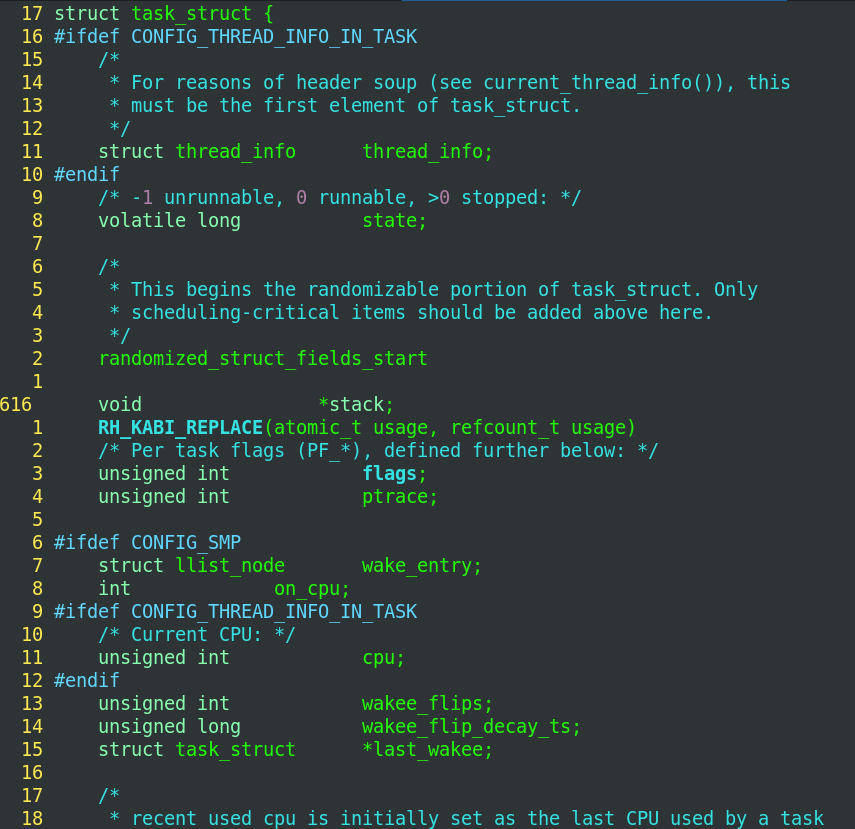 17 struct task_struct {
16 #ifdef CONFIG_THREAD_INFO_IN_TASK
15     /*
14      * For reasons of header soup (see current_thread_info()), this
13      * must be the first element of task_struct.
12      */
11     struct thread_info      thread_info;
10 #endif
9     /* -1 unrunnable, 0 runnable, >0 stopped: */
8     volatile long           state;
7
6     /*
5      * This begins the randomizable portion of task_struct. Only
4      * scheduling-critical items should be added above here.
3      */
2     randomized_struct_fields_start
1
616     void                *stack;
1     RH_KABI_REPLACE(atomic_t usage, refcount_t usage)
2     /* Per task flags (PF_*), defined further below: */
3     unsigned int            flags;
4     unsigned int            ptrace;
5
6 #ifdef CONFIG_SMP
7     struct llist_node       wake_entry;
8     int             on_cpu;
9 #ifdef CONFIG_THREAD_INFO_IN_TASK
10     /* Current CPU: */
11     unsigned int            cpu;
12 #endif
13     unsigned int            wakee_flips;
14     unsigned long           wakee_flip_decay_ts;
15     struct task_struct      *last_wakee;
16
17     /*
18      * recent used cpu is initially set as the last CPU used by a task